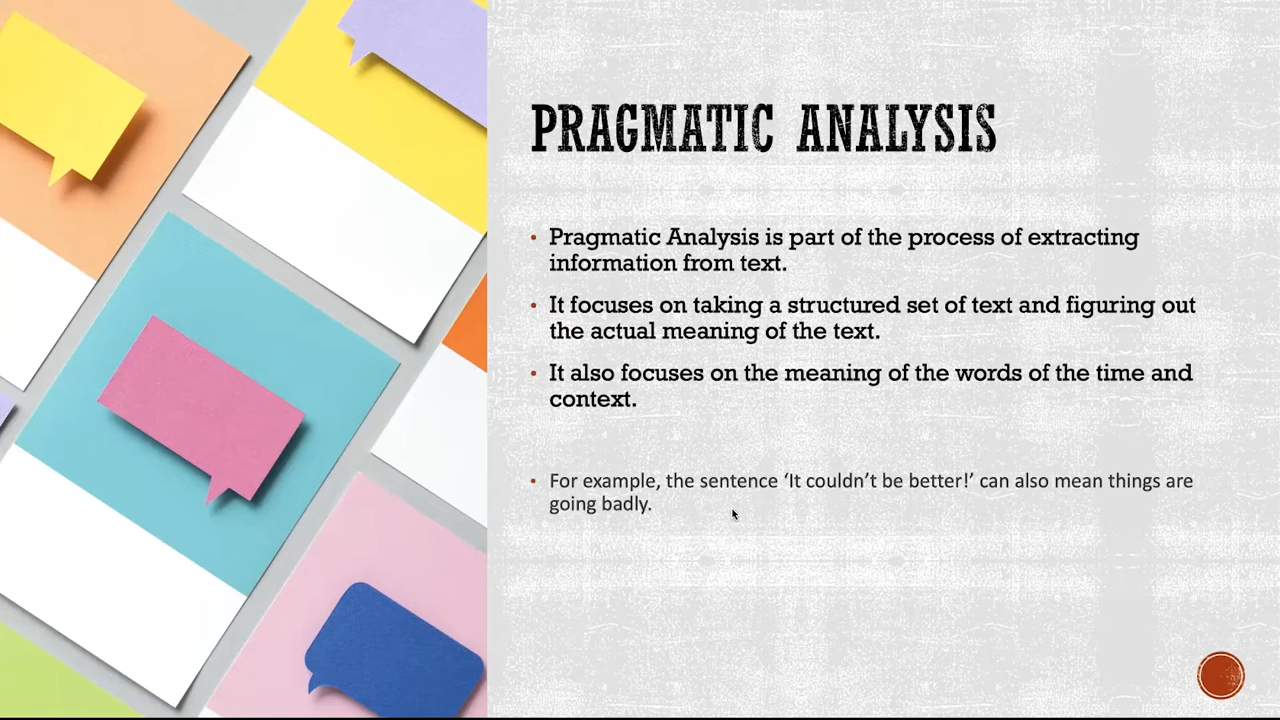 PRAGMATIC ANALYSIS
• Pragmatic Analysis is part of the process of extracting
information from text.
• It focuses on taking a structured set of text and figuring out
the actual meaning of the text.
• It also focuses on the meaning of the words of the time and
context.
• For example, the sentence ‘It couldn’t be better!’ can also mean things are
going badly.